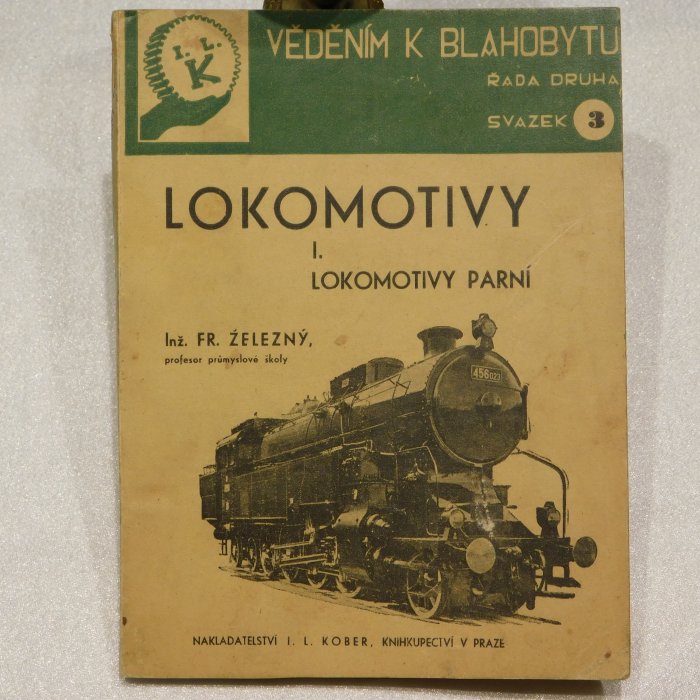 I. L.
K
VĚDĚNÍM K BLAHOBYTU
ŘADA DRUHÁ
SVAZEK 3
LOKOMOTIVY
I.
LOKOMOTIVY PARNÍ
Inž. FR. ŽELEZNÝ,
profesor průmyslové školy
456023
NAKLADATELSTVÍ I. L. KOBER, KNIHKUPECTVÍ V PRAZE